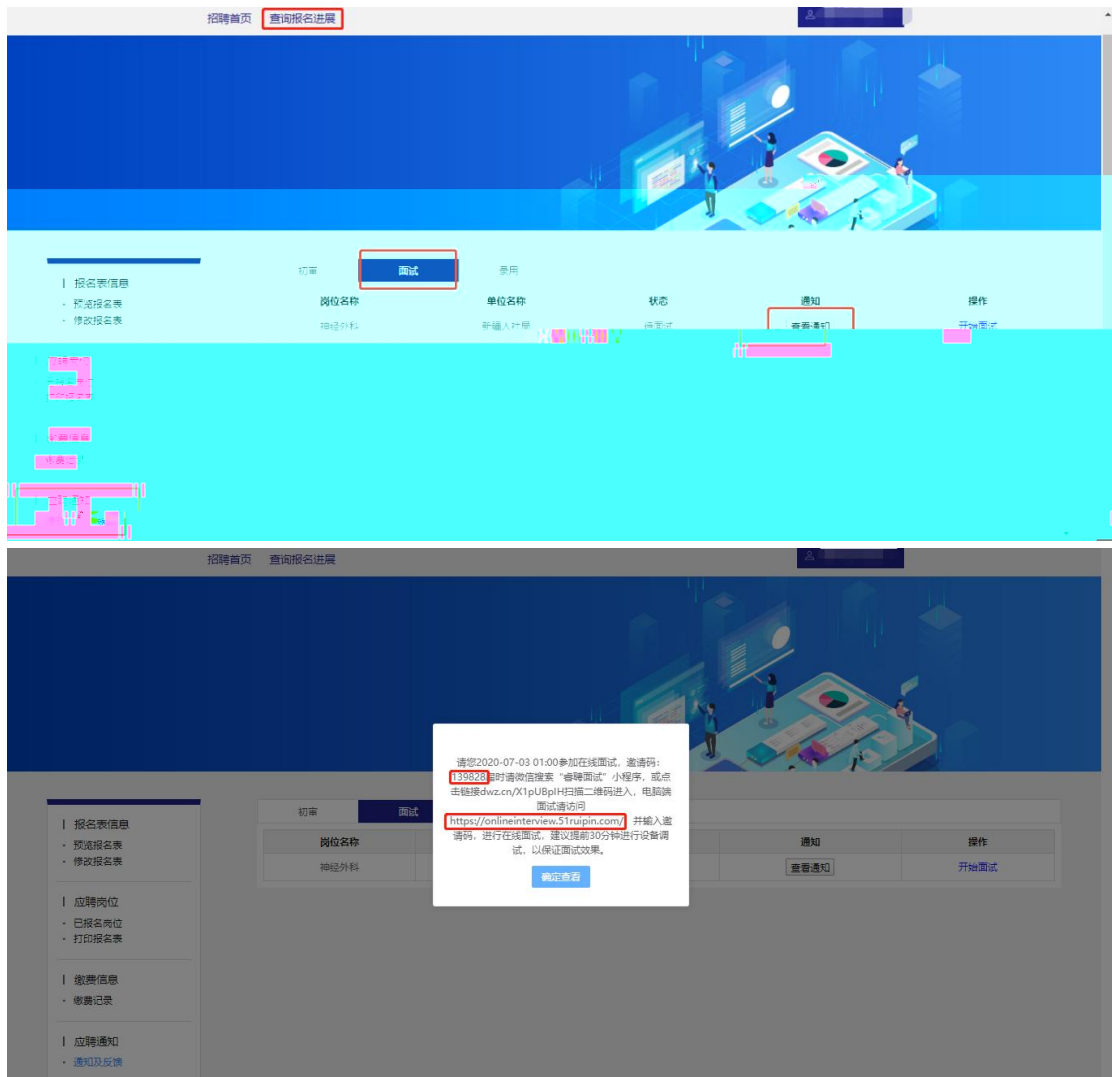 招聘首页 查询报名进展
初审 面试 录用
报名表信息
· 预览报名表
· 修改报名表
岗位名称 单位名称 状态 通知 操作
神经外科 新疆人社厅 待面试 查看通知 开始面试
招聘首页 查询报名进展
请您2020-07-03 01:00参加在线面试，邀请码：
139828届时请微信搜索“睿聘面试”小程序，或点
击链接dwz.cn/X1pUBpIH扫描二维码进入，电脑端
面试请访问
https://onlineinterview.51ruipin.com/ 并输入邀
请码，进行在线面试，建议提前30分钟进行设备调
试，以保证面试效果。
确定查看
初审 面试
岗位名称 通知 操作
神经外科 查看通知 开始面试
报名表信息
· 预览报名表
· 修改报名表
应聘岗位
· 已报名岗位
· 打印报名表
缴费信息
· 缴费记录
应聘通知
· 通知及反馈